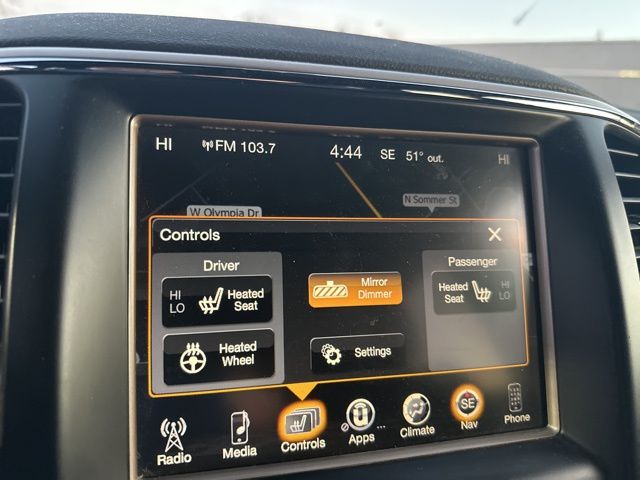 HI FM 103.7 4:44 SE 51° out. HI
N Sommer St
W Olympia Dr
Controls
Driver
Passenger
HI
LO
Heated
Seat
Mirror
Dimmer
Heated
Seat
HI
LO
Heated
Wheel
Settings
Radio
Media
Controls
Apps
Climate
SE
Nav
Phone